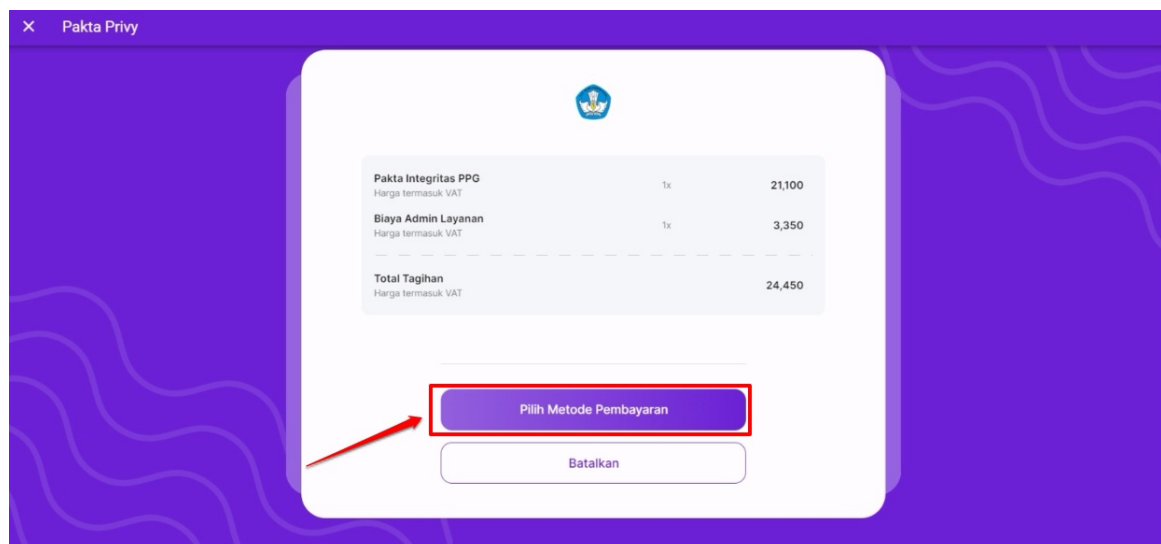 Pakta Privy
Pakta Integritas PPG 1x 21,100
Harga termasuk VAT
Biaya Admin Layanan 1x 3,350
Harga termasuk VAT
Total Tagihan 24,450
Harga termasuk VAT
Pilih Metode Pembayaran
Batalkan